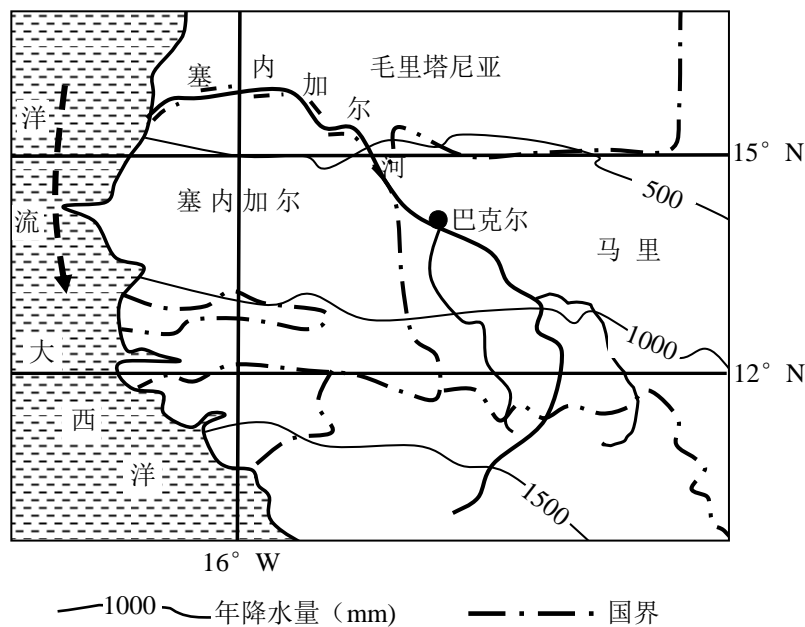 塞内加尔河
毛里塔尼亚
洋流
15° N
500
塞内加尔
巴克尔
马里
1000
12° N
大西洋
1500
16° W
1000 年降水量（mm)
国界